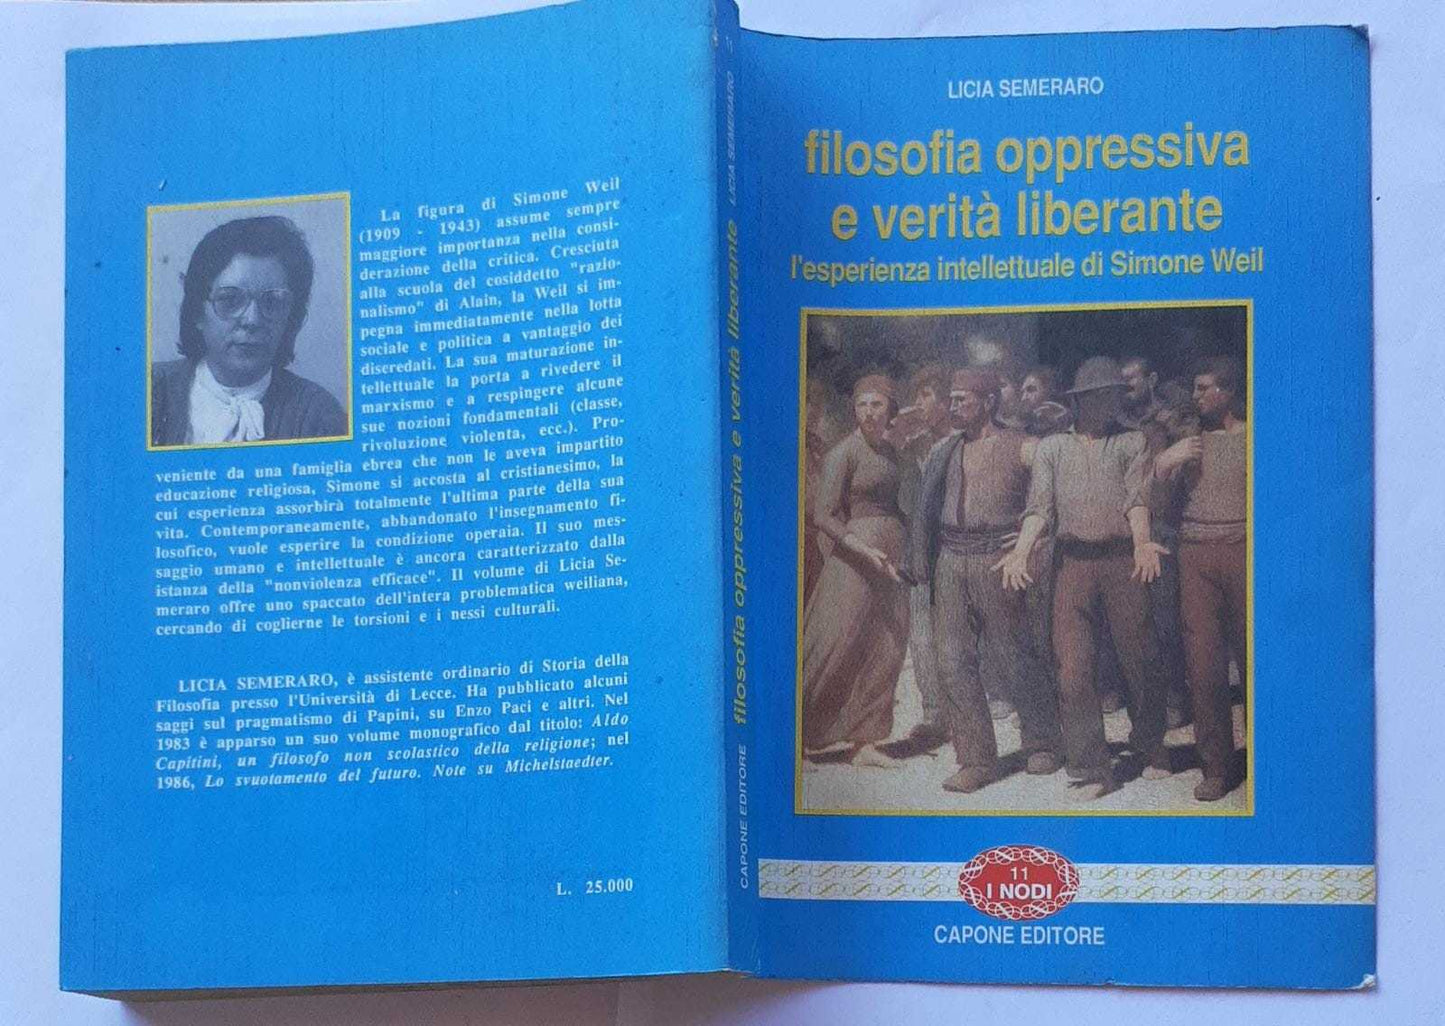 La figura di Simone Weil
(1909 - 1943) assume sempre
maggiore importanza nella consi-
derazione della critica. Cresciuta
alla scuola del cosiddetto "razio-
nalismo" di Alain, la Weil si im-
pegna immediatamente nella lotta
sociale e politica a vantaggio dei
diseredati. La sua maturazione in-
tellettuale la porta a rivedere il
marxismo e a respingere alcune
sue nozioni fondamentali (classe,
rivoluzione violenta, ecc.). Pro-
veniente da una famiglia ebrea che non le aveva impartito
educazione religiosa, Simone si accosta al cristianesimo, la
cui esperienza assorbirà totalmente l'ultima parte della sua
vita. Contemporaneamente, abbandonato l'insegnamento fi-
losofico, vuole esperire la condizione operaia. Il suo mes-
saggio umano e intellettuale è ancora caratterizzato dalla
istanza della "nonviolenza efficace". Il volume di Licia Se-
meraro offre uno spaccato dell'intera problematica weiliana,
cercando di coglierne le torsioni e i nessi culturali.
LICIA SEMERARO, è assistente ordinario di Storia della
Filosofia presso l'Università di Lecce. Ha pubblicato alcuni
saggi sul pragmatismo di Papini, su Enzo Paci e altri. Nel
1983 è apparso un suo volume monografico dal titolo: Aldo
Capitini, un filosofo non scolastico della religione; nel
1986, Lo svuotamento del futuro. Note su Michelstaedter.
L. 25.000
11
LICIA SEMERARO
filosofia oppressiva e verità liberante
CAPONE EDITORE
LICIA SEMERARO
filosofia oppressiva
e verità liberante
l'esperienza intellettuale di Simone Weil
11
I NODI
CAPONE EDITORE